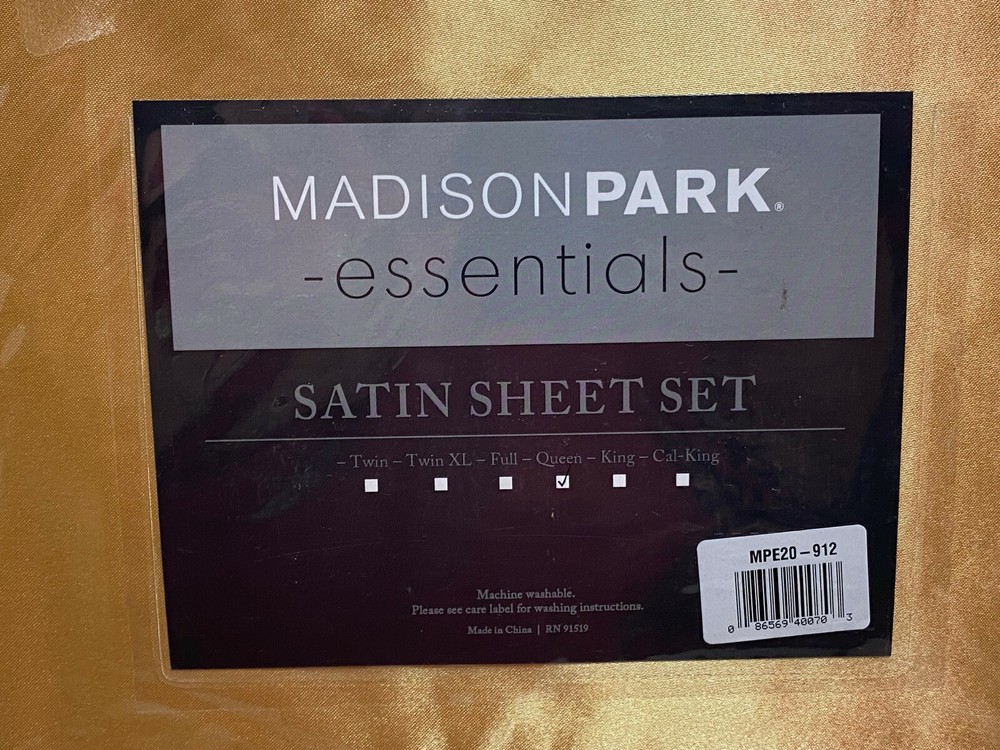 MADISONPARK®
-essentials-
SATIN SHEET SET
– Twin – Twin XL – Full – Queen – King – Cal-King
Machine washable.
Please see care label for washing instructions.
Made in China | RN 91519
MPE20-912
0 86569 40070 3